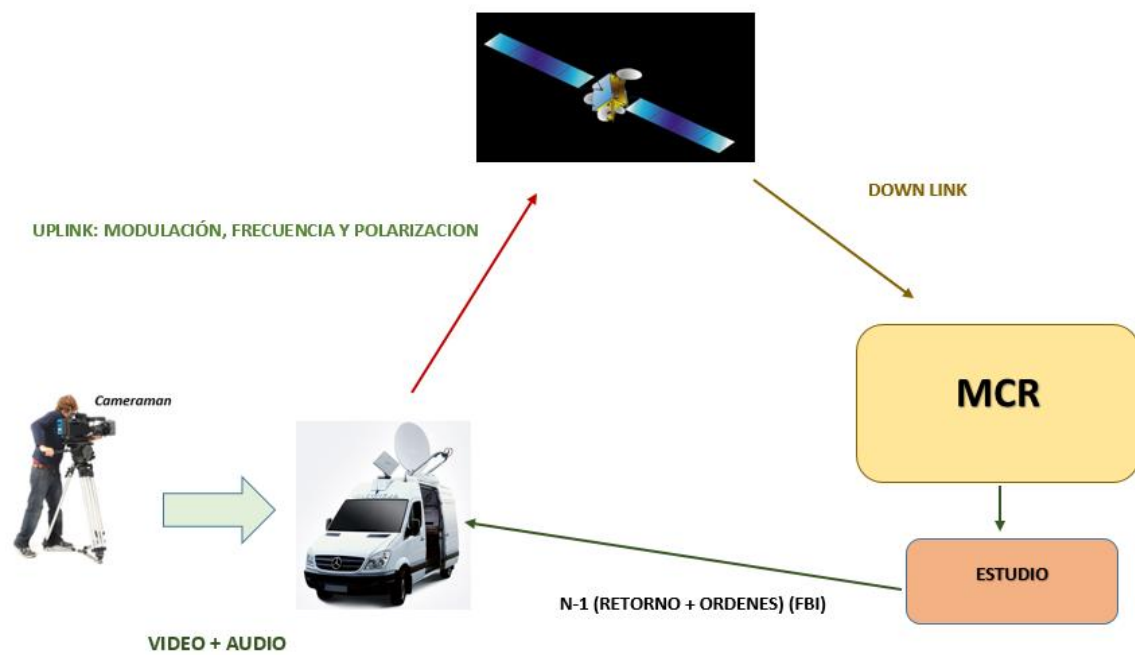 DOWN LINK
UPLINK: MODULACIÓN, FRECUENCIA Y POLARIZACION
MCR
Cameraman
ESTUDIO
N-1 (RETORNO + ORDENES) (FBI)
VIDEO + AUDIO